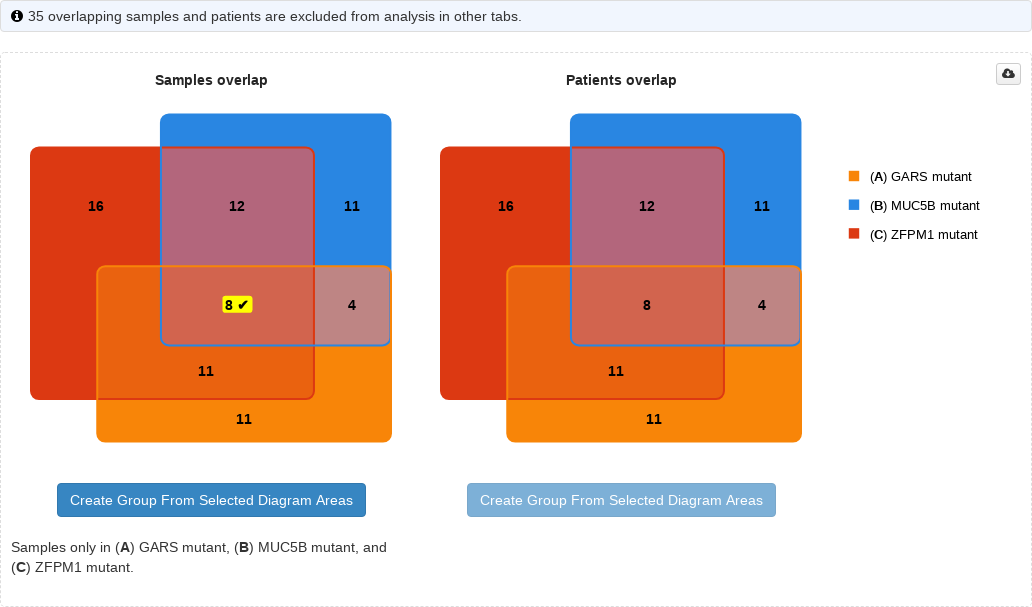 35 overlapping samples and patients are excluded from analysis in other tabs.
Samples overlap
Patients overlap
16
12
11
8 ✔
4
11
11
16
12
11
8
4
11
11
(A) GARS mutant
(B) MUC5B mutant
(C) ZFPM1 mutant
Create Group From Selected Diagram Areas
Create Group From Selected Diagram Areas
Samples only in (A) GARS mutant, (B) MUC5B mutant, and
(C) ZFPM1 mutant.